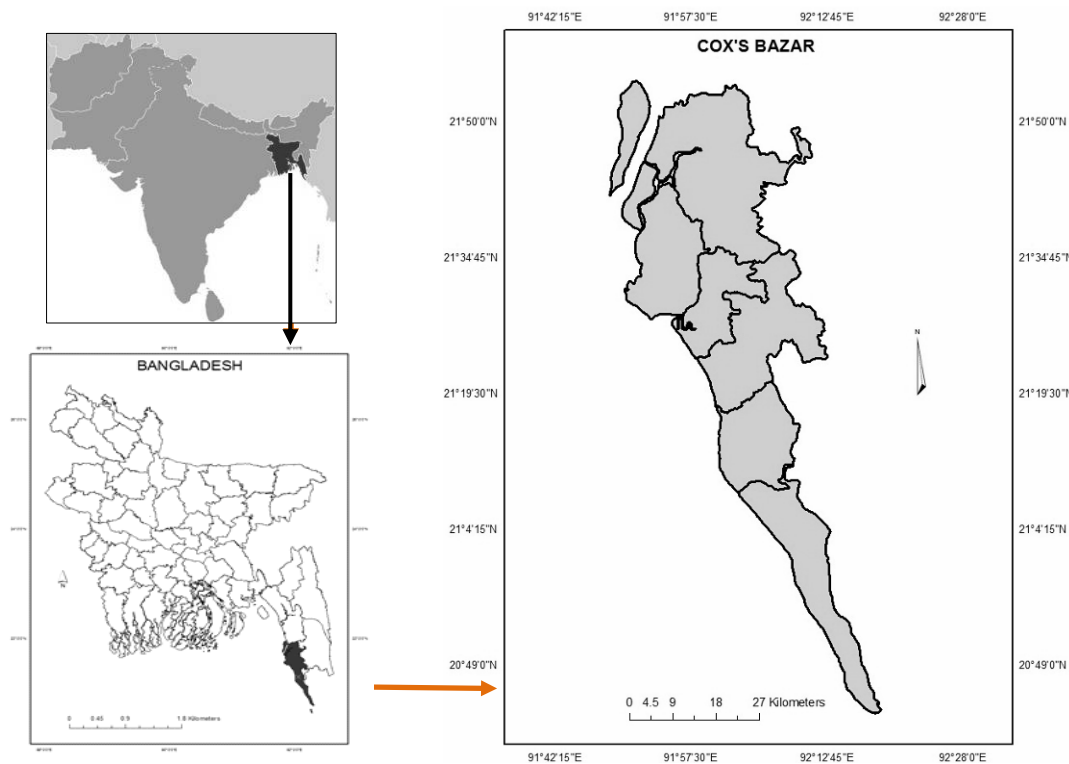 BANGLADESH
N
0 0.45 0.9 1.8 Kilometers
91°42'15"E 91°57'30"E 92°12'45"E 92°28'0"E
COX'S BAZAR
21°50'0"N 21°50'0"N
21°34'45"N 21°34'45"N
N
21°19'30"N 21°19'30"N
21°4'15"N 21°4'15"N
20°49'0"N 20°49'0"N
0 4.5 9 18 27 Kilometers
91°42'15"E 91°57'30"E 92°12'45"E 92°28'0"E